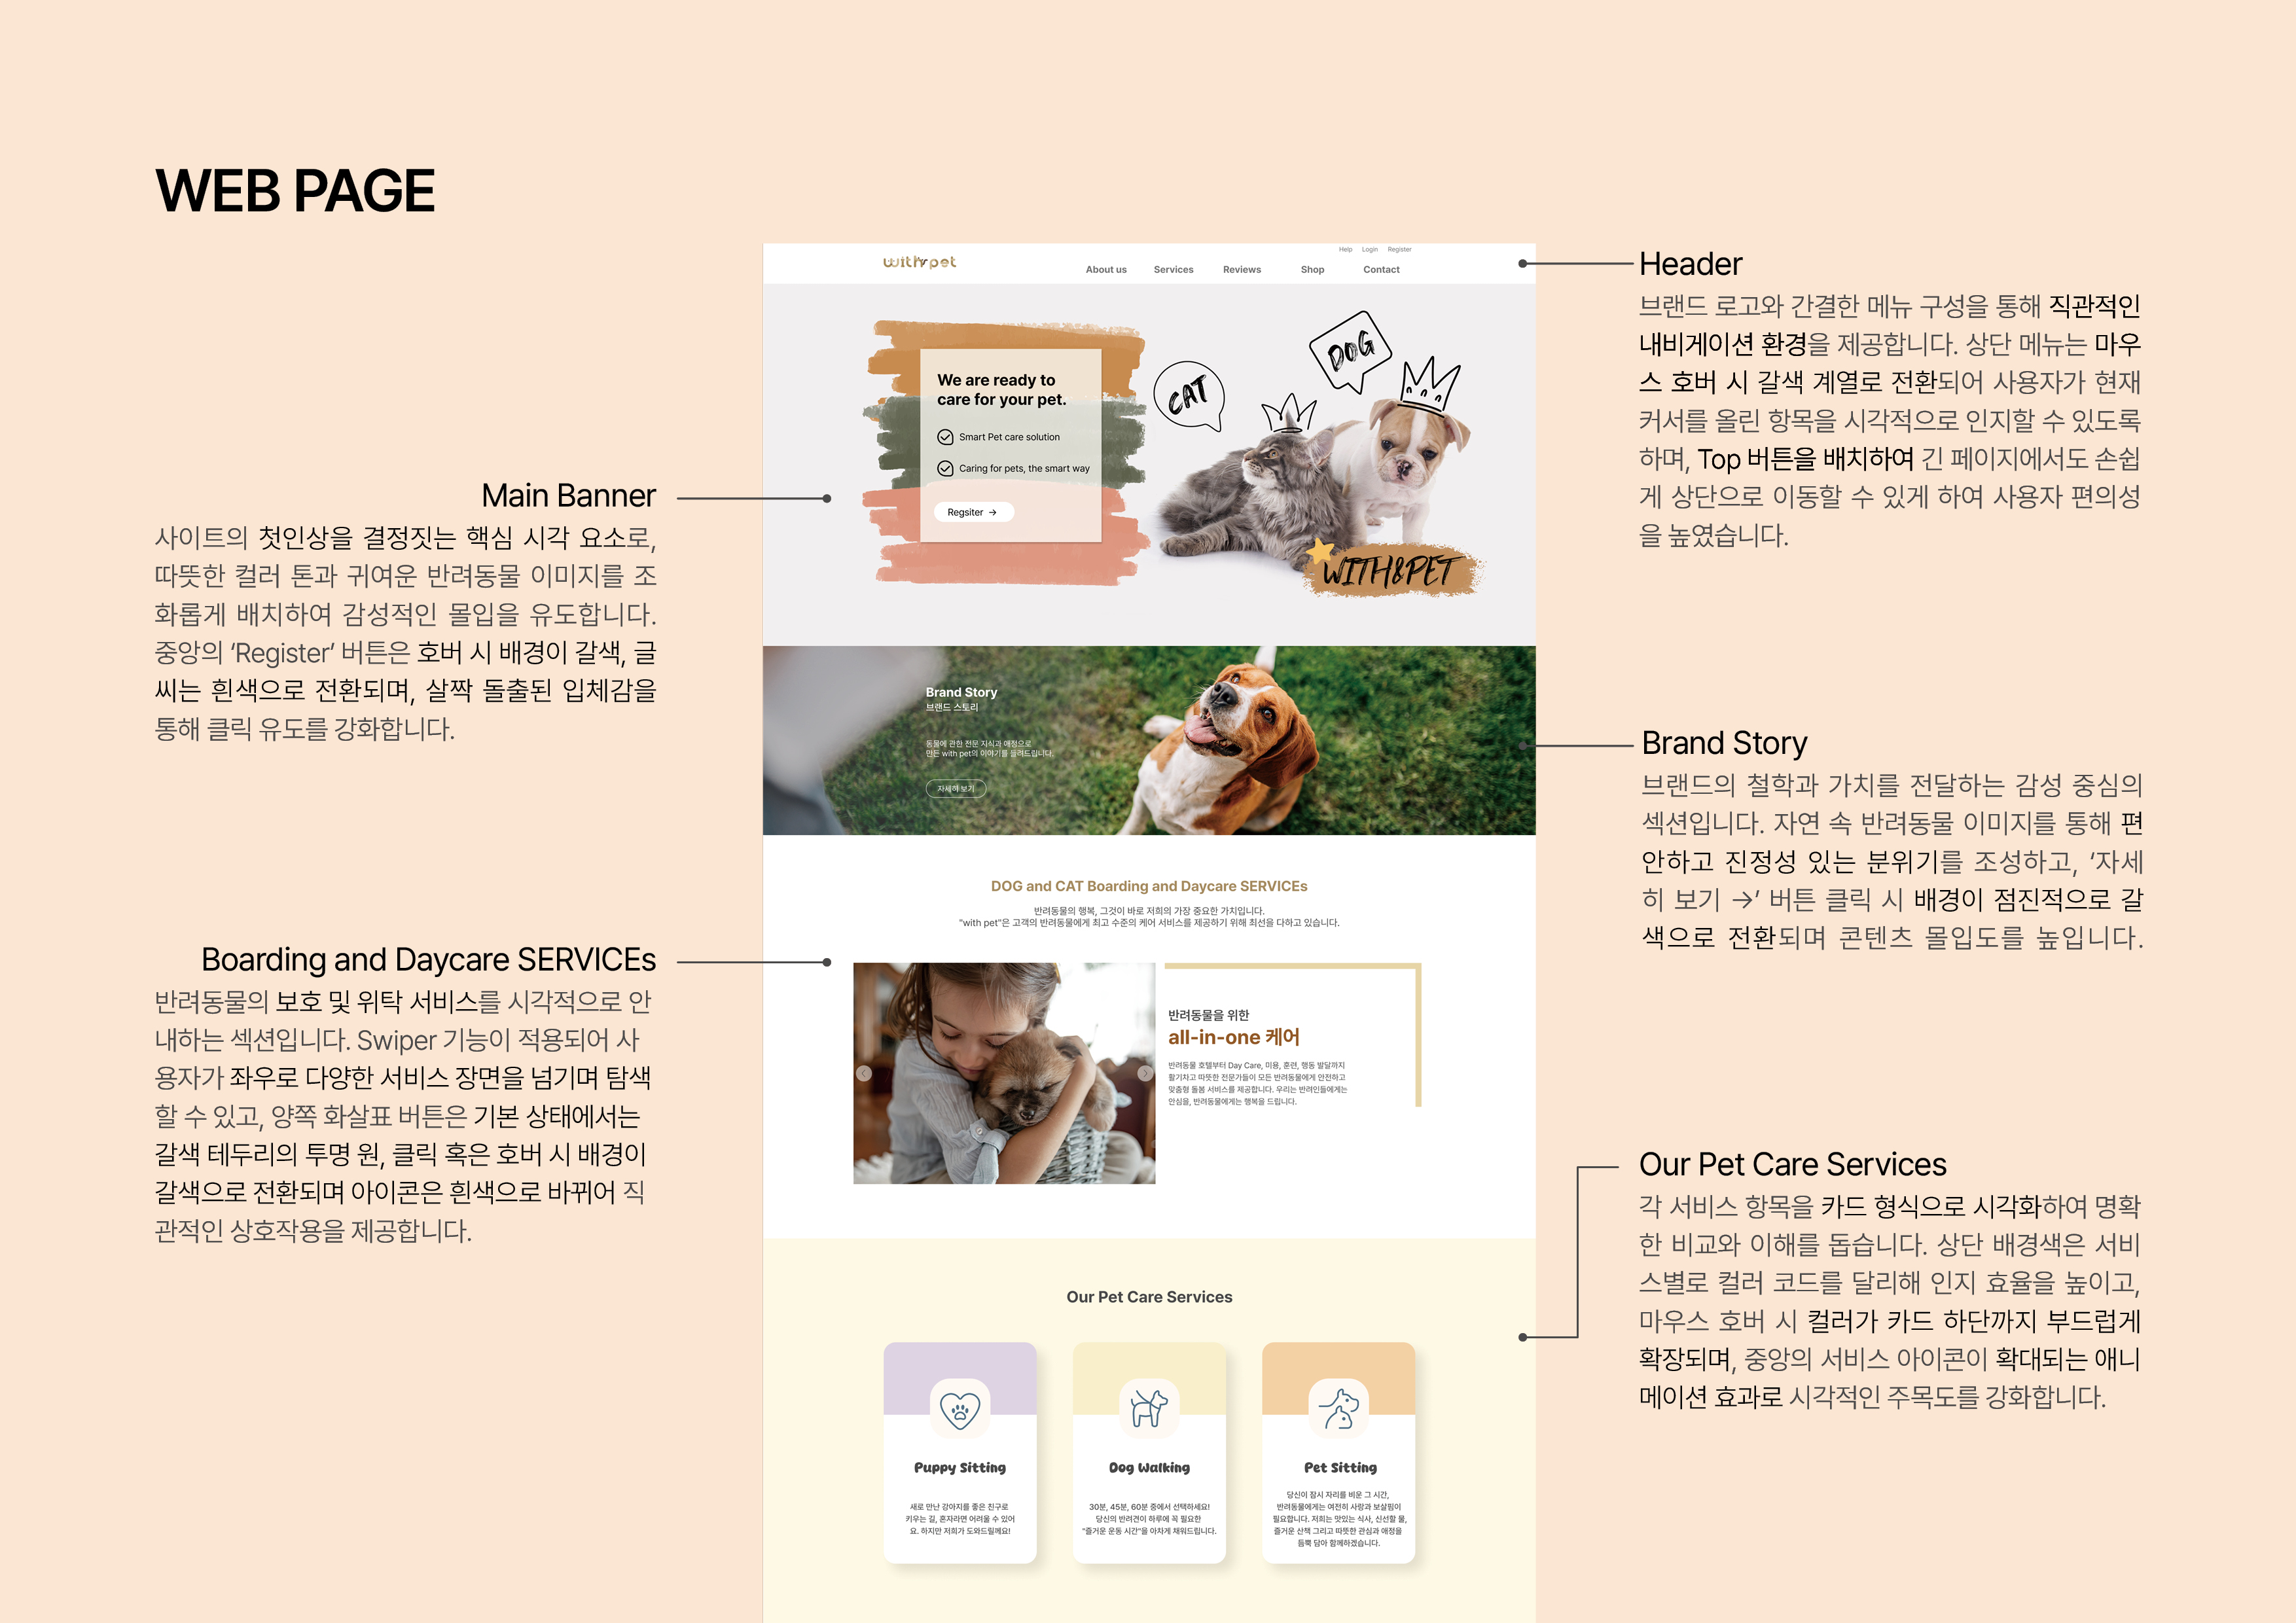 WEB PAGE
with pet
Help Login Register
About us Services Reviews Shop Contact
We are ready to
care for your pet.
Smart Pet care solution
Caring for pets, the smart way
Regsiter →
CAT
DOG
WITH&PET
Brand Story
브랜드 스토리
동물에 관한 전문 지식과 애정으로
만든 with pet의 이야기를 들려드립니다.
자세히 보기
DOG and CAT Boarding and Daycare SERVICEs
반려동물의 행복, 그것이 바로 저희의 가장 중요한 가치입니다.
"with pet"은 고객의 반려동물에게 최고 수준의 케어 서비스를 제공하기 위해 최선을 다하고 있습니다.
반려동물을 위한
all-in-one 케어
반려동물 호텔부터 Day Care, 미용, 훈련, 행동 발달까지
활기차고 따뜻한 전문가들이 모든 반려동물에게 안전하고
맞춤형 돌봄 서비스를 제공합니다. 우리는 반려인들에게는
안심을, 반려동물에게는 행복을 드립니다.
Our Pet Care Services
Puppy Sitting
새로 만난 강아지를 좋은 친구로
키우는 길, 혼자라면 어려울 수 있어
요. 하지만 저희가 도와드릴께요!
Dog Walking
30분, 45분, 60분 중에서 선택하세요!
당신의 반려견이 하루에 꼭 필요한
"즐거운 운동 시간"을 아차게 채워드립니다.
Pet Sitting
당신이 잠시 자리를 비운 그 시간,
반려동물에게는 여전히 사랑과 보살핌이
필요합니다. 저희는 맛있는 식사, 신선할 물,
즐거운 산책 그리고 따뜻한 관심과 애정을
듬뿍 담아 함께하겠습니다.
Main Banner
사이트의 첫인상을 결정짓는 핵심 시각 요소로,
따뜻한 컬러 톤과 귀여운 반려동물 이미지를 조
화롭게 배치하여 감성적인 몰입을 유도합니다.
중앙의 ‘Register’ 버튼은 호버 시 배경이 갈색, 글
씨는 흰색으로 전환되며, 살짝 돌출된 입체감을
통해 클릭 유도를 강화합니다.
Boarding and Daycare SERVICEs
반려동물의 보호 및 위탁 서비스를 시각적으로 안
내하는 섹션입니다. Swiper 기능이 적용되어 사
용자가 좌우로 다양한 서비스 장면을 넘기며 탐색
할 수 있고, 양쪽 화살표 버튼은 기본 상태에서는
갈색 테두리의 투명 원, 클릭 혹은 호버 시 배경이
갈색으로 전환되며 아이콘은 흰색으로 바뀌어 직
관적인 상호작용을 제공합니다.
Header
브랜드 로고와 간결한 메뉴 구성을 통해 직관적인
내비게이션 환경을 제공합니다. 상단 메뉴는 마우
스 호버 시 갈색 계열로 전환되어 사용자가 현재
커서를 올린 항목을 시각적으로 인지할 수 있도록
하며, Top 버튼을 배치하여 긴 페이지에서도 손쉽
게 상단으로 이동할 수 있게 하여 사용자 편의성
을 높였습니다.
Brand Story
브랜드의 철학과 가치를 전달하는 감성 중심의
섹션입니다. 자연 속 반려동물 이미지를 통해 편
안하고 진정성 있는 분위기를 조성하고, ‘자세
히 보기 →’ 버튼 클릭 시 배경이 점진적으로 갈
색으로 전환되며 콘텐츠 몰입도를 높입니다.
Our Pet Care Services
각 서비스 항목을 카드 형식으로 시각화하여 명확
한 비교와 이해를 돕습니다. 상단 배경색은 서비
스별로 컬러 코드를 달리해 인지 효율을 높이고,
마우스 호버 시 컬러가 카드 하단까지 부드럽게
확장되며, 중앙의 서비스 아이콘이 확대되는 애니
메이션 효과로 시각적인 주목도를 강화합니다.